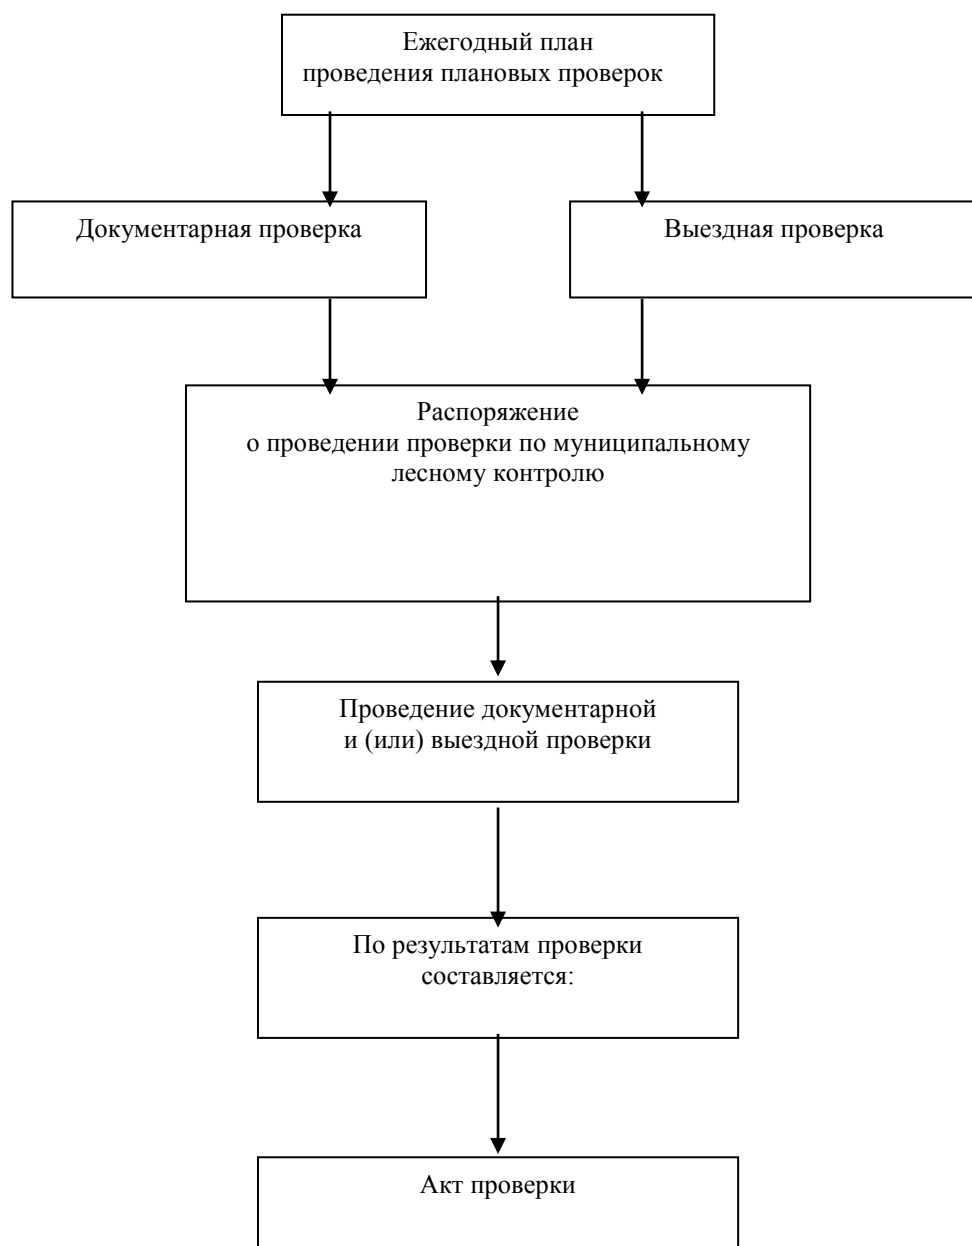 Ежегодный план
проведения плановых проверок
Документарная проверка
Выездная проверка
Распоряжение
о проведении проверки по муниципальному
лесному контролю
Проведение документарной
и (или) выездной проверки
По результатам проверки
составляется:
Акт проверки